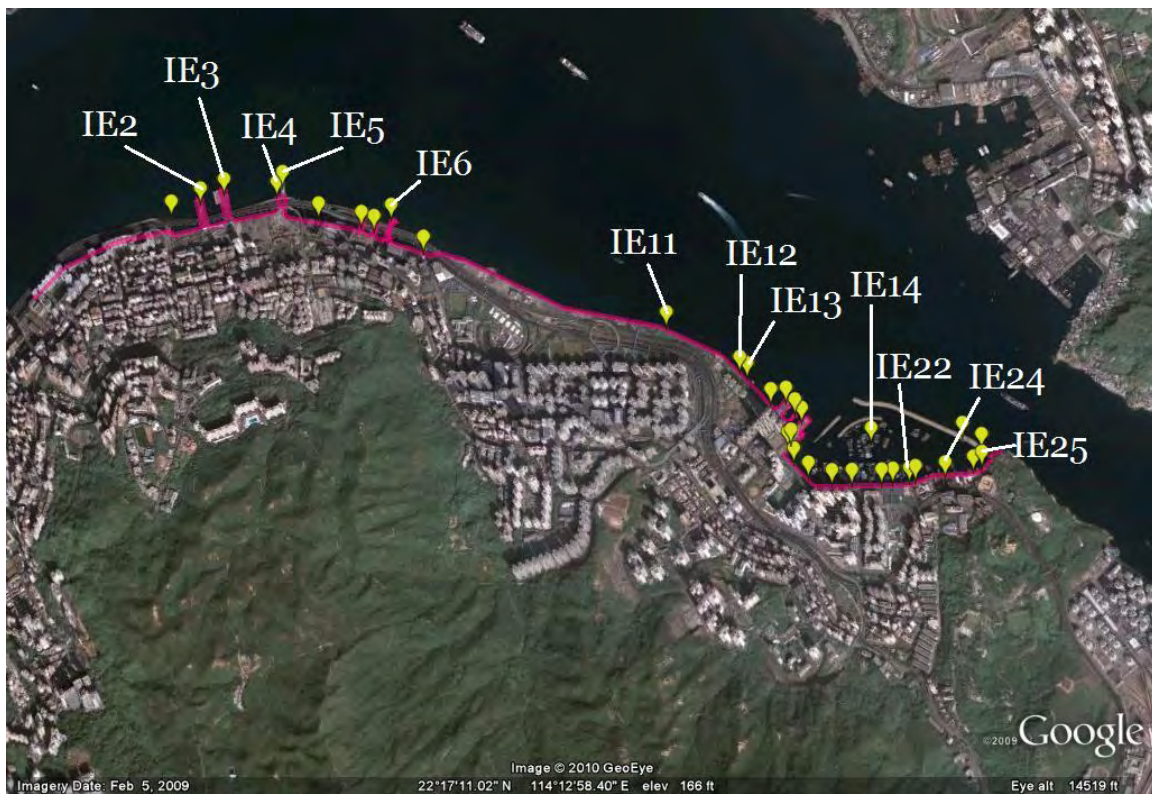 IE3
IE2
IE4
IE5
IE6
IE11
IE12
IE13
IE14
IE22
IE24
IE25
©2009 Google
Image © 2010 GeoEye
Imagery Date: Feb 5, 2009
22°17'11.02" N 114°12'58.40" E elev 166 ft
Eye alt 14519 ft